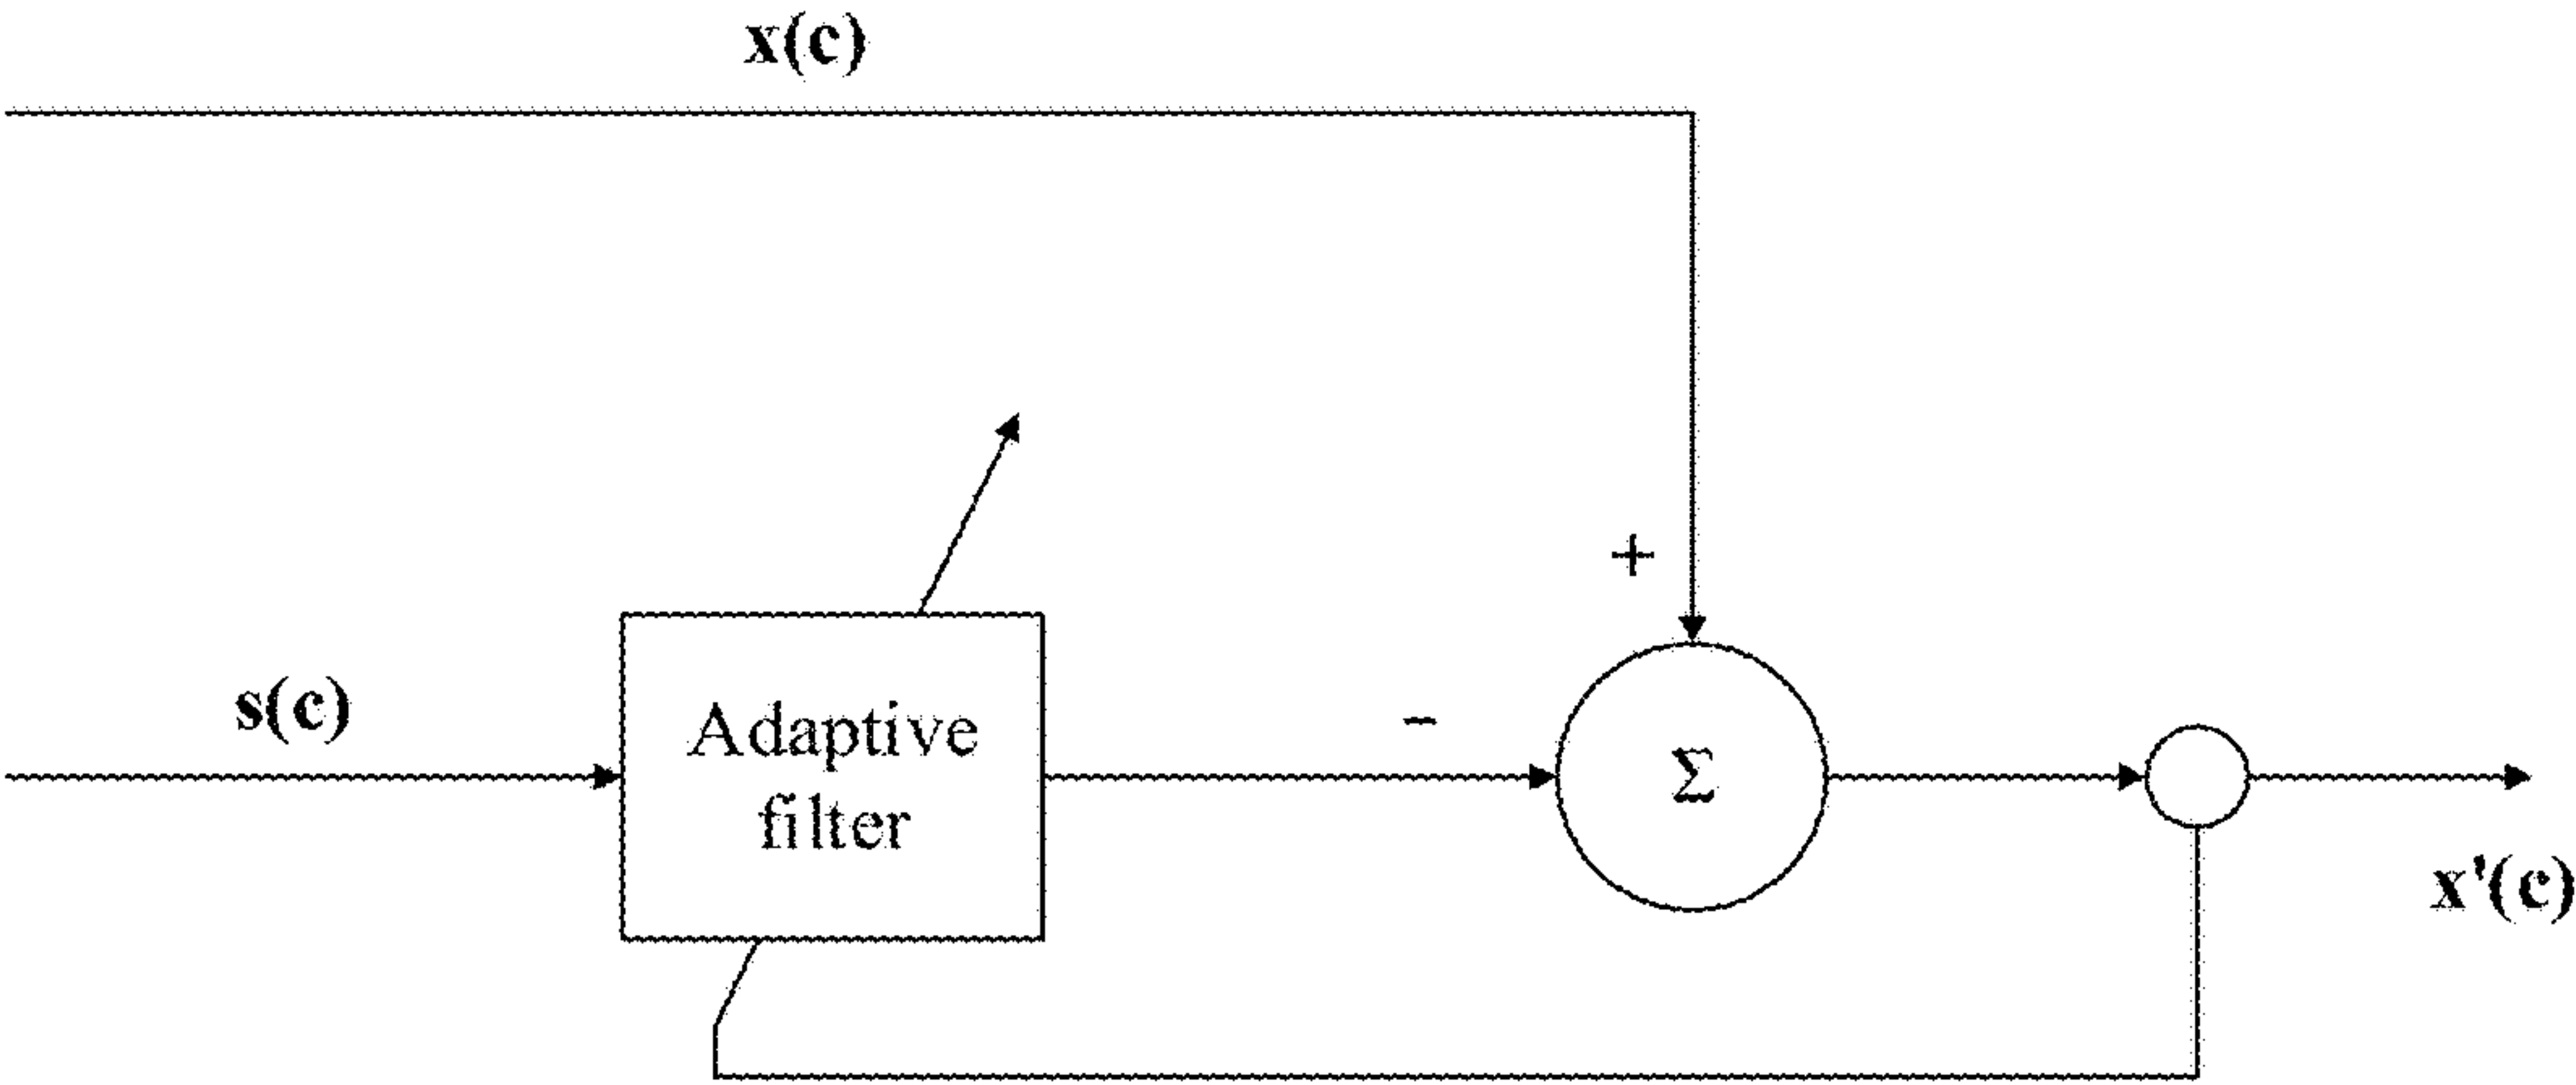 x(c)
+
s(c)
−
Adaptive
filter
Σ
x'(c)